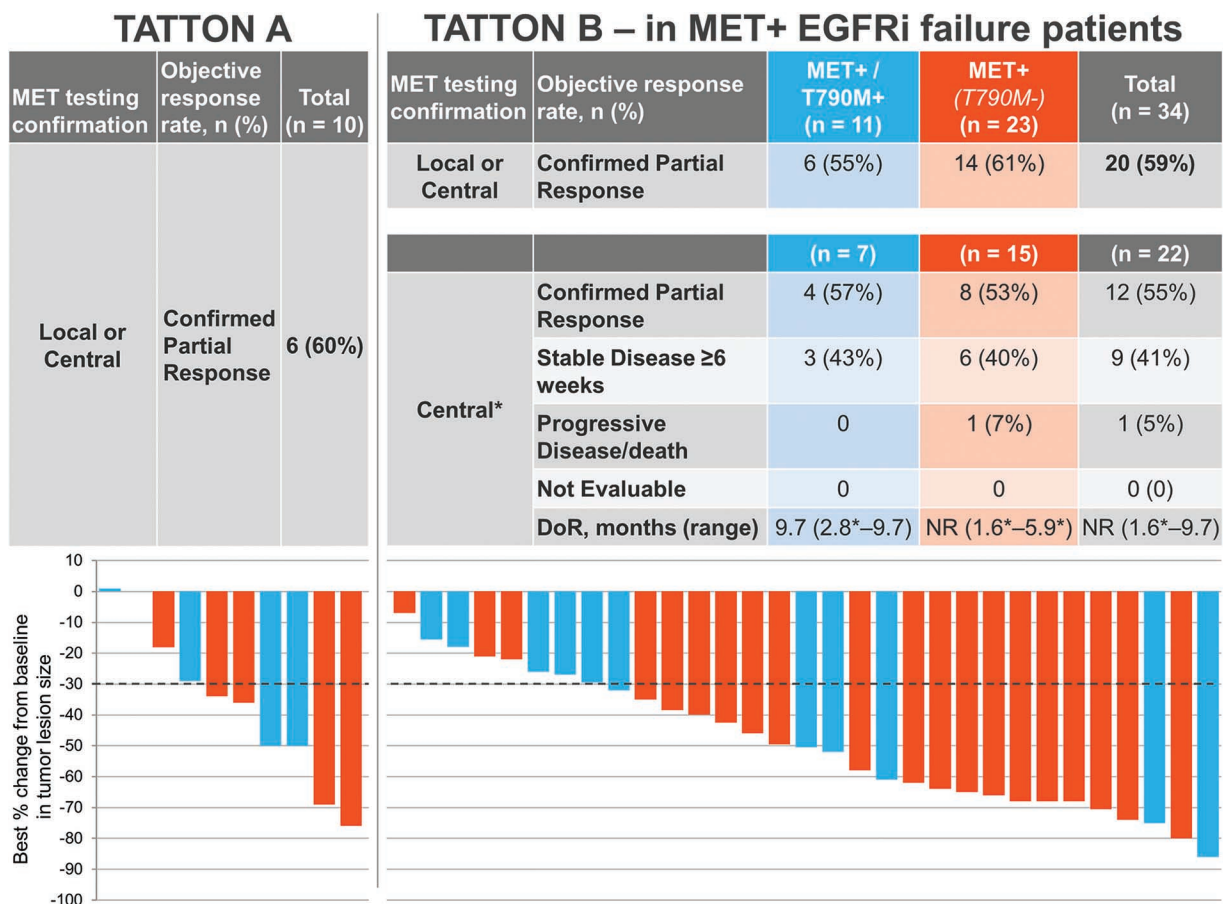 TATTON A
MET testing
confirmation
Objective
response
rate, n (%)
Total
(n = 10)
Local or
Central
Confirmed
Partial
Response
6 (60%)
TATTON B – in MET+ EGFRi failure patients
MET testing
confirmation
Objective response
rate, n (%)
MET+ /
T790M+
(n = 11)
MET+
(T790M-)
(n = 23)
Total
(n = 34)
Local or
Central
Confirmed Partial
Response
6 (55%)
14 (61%)
20 (59%)
(n = 7)
(n = 15)
(n = 22)
Central*
Confirmed Partial
Response
4 (57%)
8 (53%)
12 (55%)
Stable Disease ≥6
weeks
3 (43%)
6 (40%)
9 (41%)
Progressive
Disease/death
0
1 (7%)
1 (5%)
Not Evaluable
0
0
0 (0)
DoR, months (range)
9.7 (2.8*–9.7)
NR (1.6*–5.9*)
NR (1.6*–9.7)
Best % change from baseline
in tumor lesion size
10
0
-10
-20
-30
-40
-50
-60
-70
-80
-90
-100